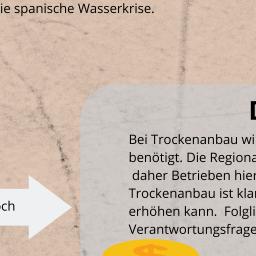 ie spanische Wasserkrise.
Bei Trockenanbau wi
benötigt. Die Regiona
daher Betrieben hier
Trockenanbau ist klar
och
erhöhen kann.  Folgli
Verantwortungsfrage